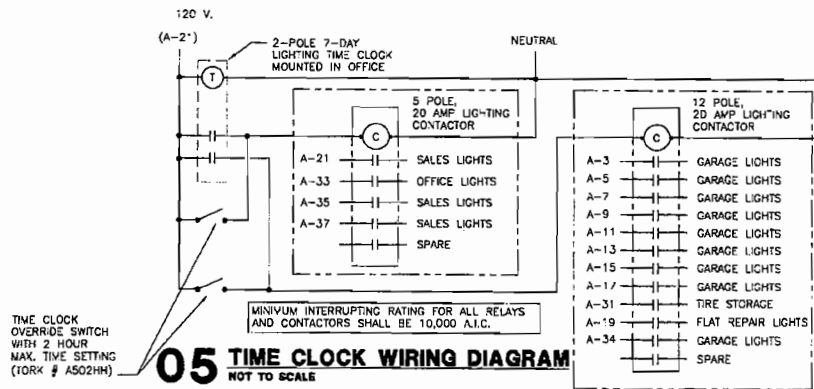 120 V.
(A-2")
2-POLE 7-DAY
LIGHTING TIME CLOCK
MOUNTED IN OFFICE
NEUTRAL
T
5 POLE,
20 AMP LIGHTING
CONTACTOR
C
A-21 SALES LIGHTS
A-33 OFFICE LIGHTS
A-35 SALES LIGHTS
A-37 SALES LIGHTS
SPARE
12 POLE,
20 AMP LIGHTING
CONTACTOR
C
A-3 GARAGE LIGHTS
A-5 GARAGE LIGHTS
A-7 GARAGE LIGHTS
A-9 GARAGE LIGHTS
A-11 GARAGE LIGHTS
A-13 GARAGE LIGHTS
A-15 GARAGE LIGHTS
A-17 GARAGE LIGHTS
A-31 TIRE STORAGE
A-19 FLAT REPAIR LIGHTS
A-34 GARAGE LIGHTS
SPARE
MINIMUM INTERRUPTING RATING FOR ALL RELAYS
AND CONTACTORS SHALL BE 10,000 A.I.C.
TIME CLOCK
OVERRIDE SWITCH
WITH 2 HOUR
MAX. TIME SETTING
(TORK # A502HH)
05 TIME CLOCK WIRING DIAGRAM
NOT TO SCALE